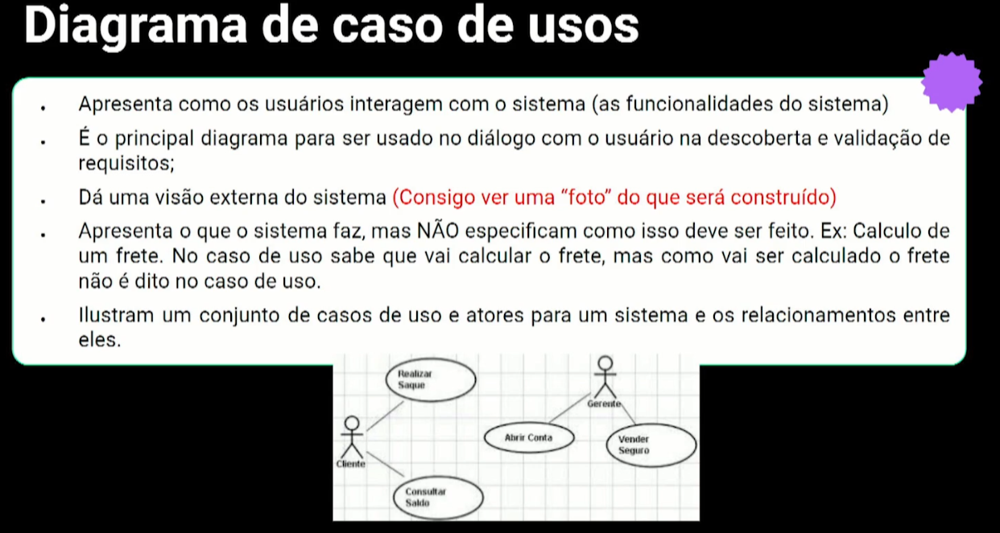 Diagrama de caso de usos
Apresenta como os usuários interagem com o sistema (as funcionalidades do sistema)
É o principal diagrama para ser usado no diálogo com o usuário na descoberta e validação de
requisitos;
Dá uma visão externa do sistema (Consigo ver uma “foto” do que será construído)
Apresenta o que o sistema faz, mas NÃO especificam como isso deve ser feito. Ex: Calculo de
um frete. No caso de uso sabe que vai calcular o frete, mas como vai ser calculado o frete
não é dito no caso de uso.
Ilustram um conjunto de casos de uso e atores para um sistema e os relacionamentos entre
eles.
Realizar
Saque
Cliente
Consultar
Saldo
Gerente
Abrir Conta
Vender
Seguro